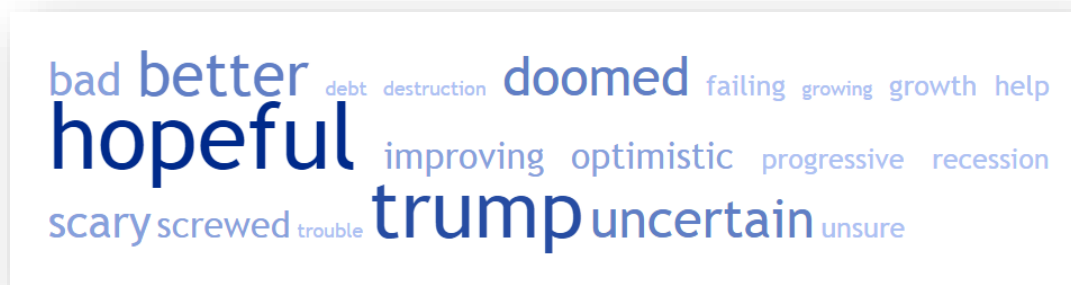 bad better debt destruction doomed failing growing growth help
hopeful improving optimistic progressive recession
scary screwed trouble trump uncertain unsure